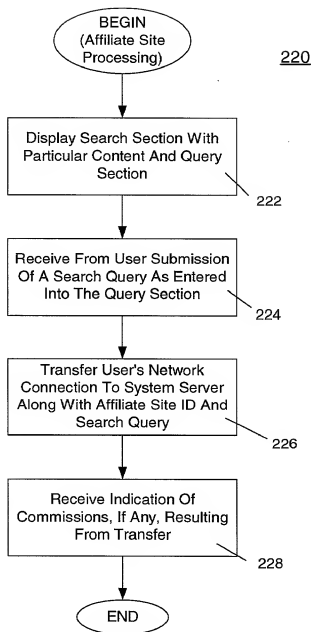 BEGIN
(Affiliate Site
Processing)
220
Display Search Section With
Particular Content And Query
Section
222
Receive From User Submission
Of A Search Query As Entered
Into The Query Section
224
Transfer User's Network
Connection To System Server
Along With Affiliate Site ID And
Search Query
226
Receive Indication Of
Commissions, If Any, Resulting
From Transfer
228
END